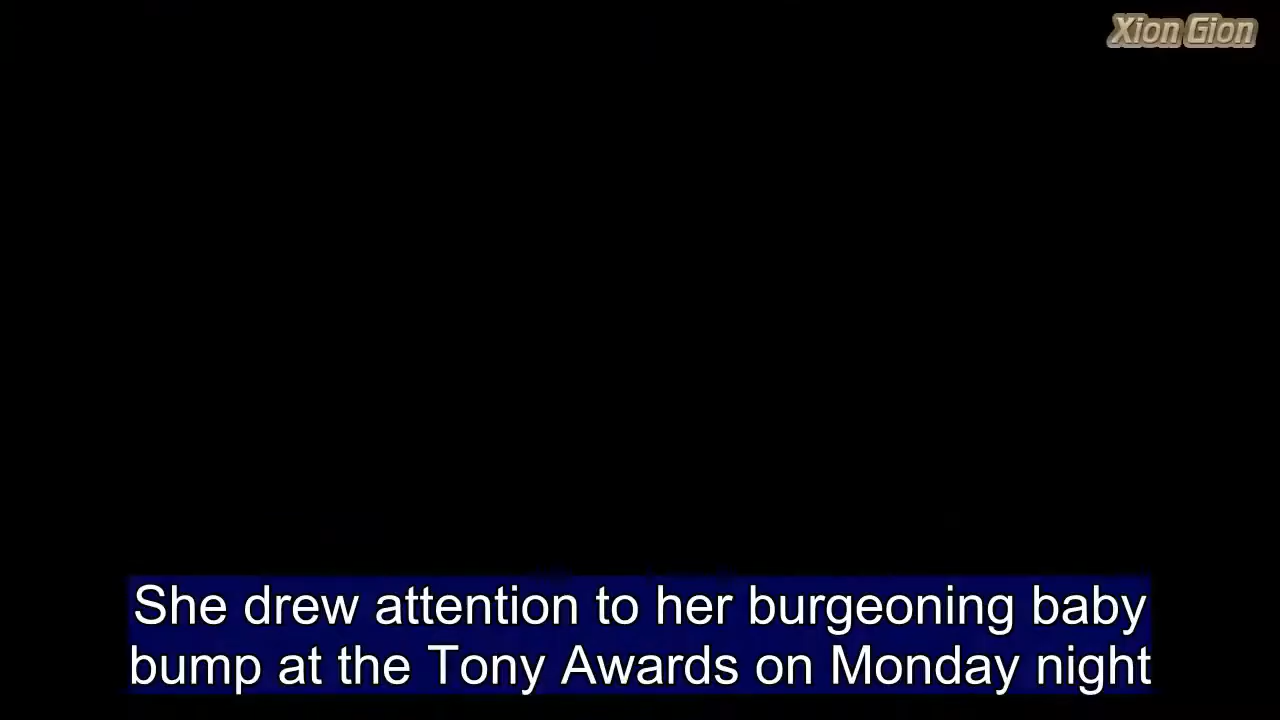 Xion Gion
She drew attention to her burgeoning baby
bump at the Tony Awards on Monday night